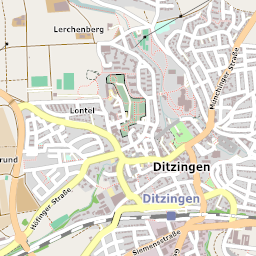 Lerchenberg
Münchinger Straße
Lontel
rund
Ditzingen
Höfinger Straße
Ditzingen
Siemensstraße